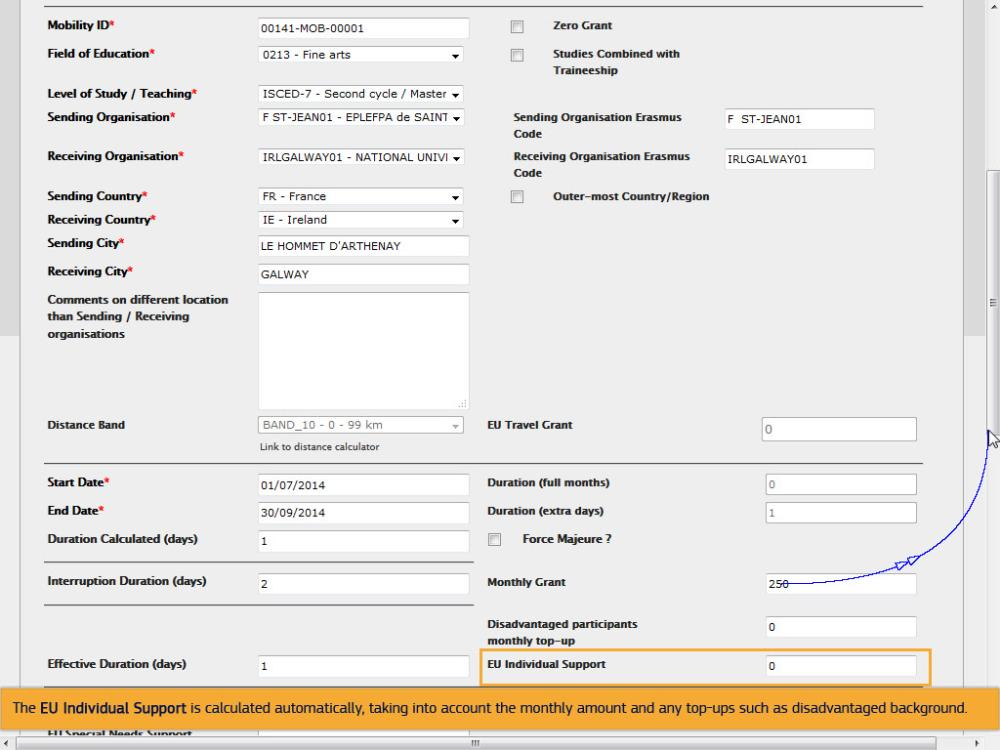 Mobility ID* 00141-MOB-00001 Zero Grant
Field of Education* 0213 - Fine arts Studies Combined with
Traineeship
Level of Study / Teaching* ISCED-7 - Second cycle / Master
Sending Organisation* F ST-JEAN01 - EPLEFPA de SAINT Sending Organisation Erasmus F ST-JEAN01
Code
Receiving Organisation* IRLGALWAY01 - NATIONAL UNIVI Receiving Organisation Erasmus IRLGALWAY01
Code
Sending Country* FR - France Outer-most Country/Region
Receiving Country* IE - Ireland
Sending City* LE HOMMET D'ARTHENAY
Receiving City* GALWAY
Comments on different location
than Sending / Receiving
organisations
Distance Band BAND_10 - 0 - 99 km EU Travel Grant 0
Link to distance calculator
Start Date* 01/07/2014 Duration (full months) 0
End Date* 30/09/2014 Duration (extra days) 1
Duration Calculated (days) 1 Force Majeure ?
Interruption Duration (days) 2 Monthly Grant 250
Disadvantaged participants 0
monthly top-up
Effective Duration (days) 1 EU Individual Support 0
The EU Individual Support is calculated automatically, taking into account the monthly amount and any top-ups such as disadvantaged background.
EU Special Needs Support